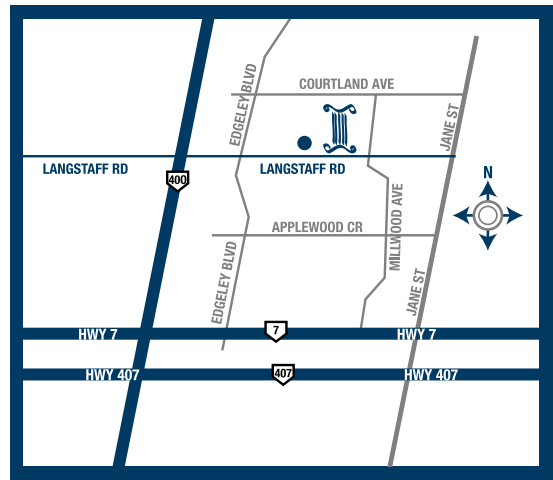 COURTLAND AVE
EDGELEY BLVD
JANE ST
LANGSTAFF RD
LANGSTAFF RD
400
N
MILLWOOD AVE
APPLEWOOD CR
EDGELEY BLVD
JANE ST
HWY 7
7
HWY 7
HWY 407
407
HWY 407